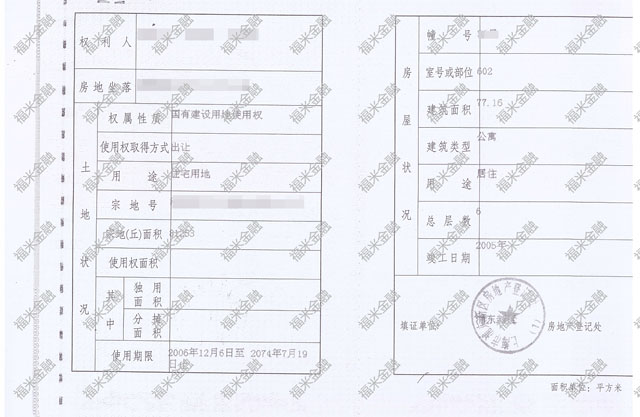 权利人
房地坐落
土地状况
权属性质 国有建设用地使用权
使用权取得方式 出让
用途 住宅用地
宗地号
宗地(丘)面积
使用权面积
其中
独用面积
分摊面积
使用期限 2006年12月6日至 2074年7月19
日止
房屋状况
幢号
室号或部位 602
建筑面积 77.16
建筑类型 公寓
用途 居住
总层数 6
竣工日期 2005年
填证单位:
房地产登记处
面积单位:平方米
福米金融